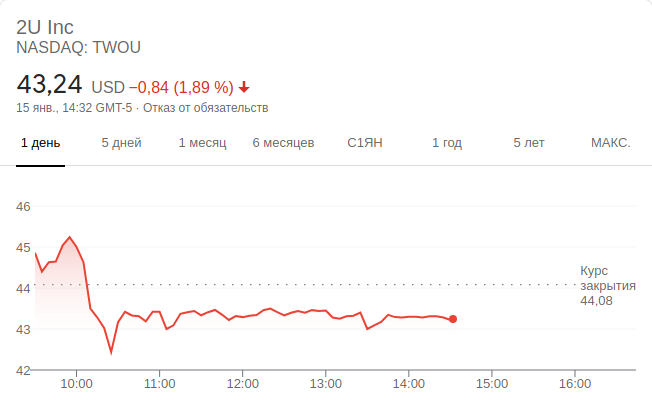 2U Inc
NASDAQ: TWOU
43,24 USD −0,84 (1,89 %)
15 янв., 14:32 GMT-5 · Отказ от обязательств
1 день 5 дней 1 месяц 6 месяцев С1ЯН 1 год 5 лет МАКС.
46
45
44
43
42
Курс
закрытия
44,08
10:00 11:00 12:00 13:00 14:00 15:00 16:00